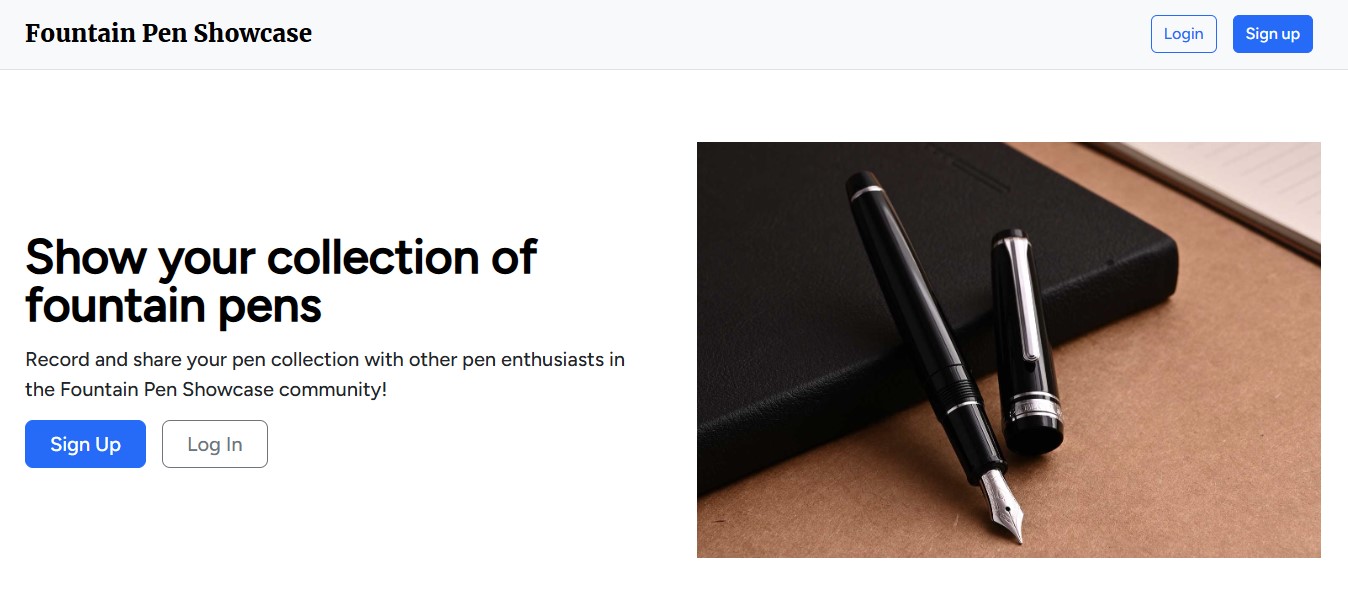 Fountain Pen Showcase
Login
Sign up
Show your collection of
fountain pens
Record and share your pen collection with other pen enthusiasts in
the Fountain Pen Showcase community!
Sign Up
Log In